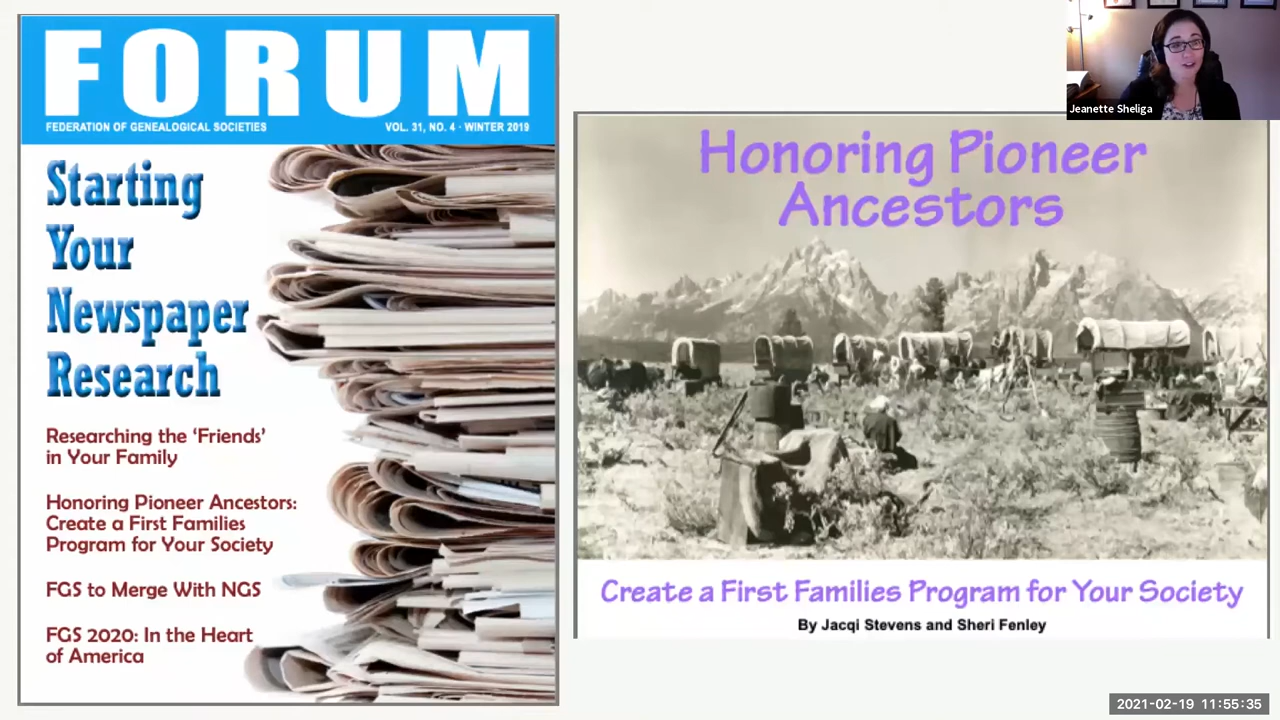 FORUM
FEDERATION OF GENEALOGICAL SOCIETIES
VOL. 31, NO. 4 · WINTER 2019
Starting
Your
Newspaper
Research
Researching the ‘Friends’
in Your Family
Honoring Pioneer Ancestors:
Create a First Families
Program for Your Society
FGS to Merge With NGS
FGS 2020: In the Heart
of America
Honoring Pioneer
Ancestors
Create a First Families Program for Your Society
By Jacqi Stevens and Sheri Fenley
Jeanette Sheliga
2021-02-19 11:55:35